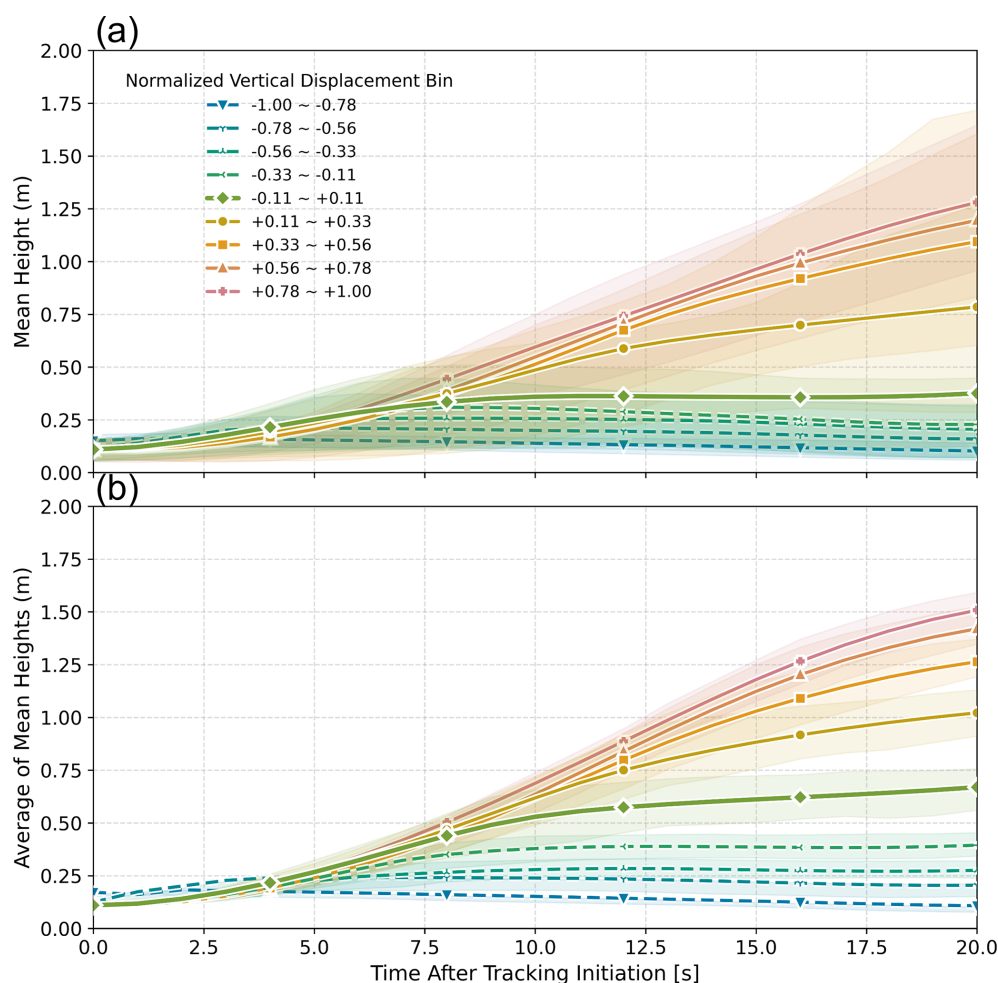 (a)
2.00
1.75
1.50
1.25
1.00
0.75
0.50
0.25
0.00
Mean Height (m)
Normalized Vertical Displacement Bin
-1.00 ~ -0.78
-0.78 ~ -0.56
-0.56 ~ -0.33
-0.33 ~ -0.11
-0.11 ~ +0.11
+0.11 ~ +0.33
+0.33 ~ +0.56
+0.56 ~ +0.78
+0.78 ~ +1.00
(b)
2.00
1.75
1.50
1.25
1.00
0.75
0.50
0.25
0.00
Average of Mean Heights (m)
0.0 2.5 5.0 7.5 10.0 12.5 15.0 17.5 20.0
Time After Tracking Initiation [s]